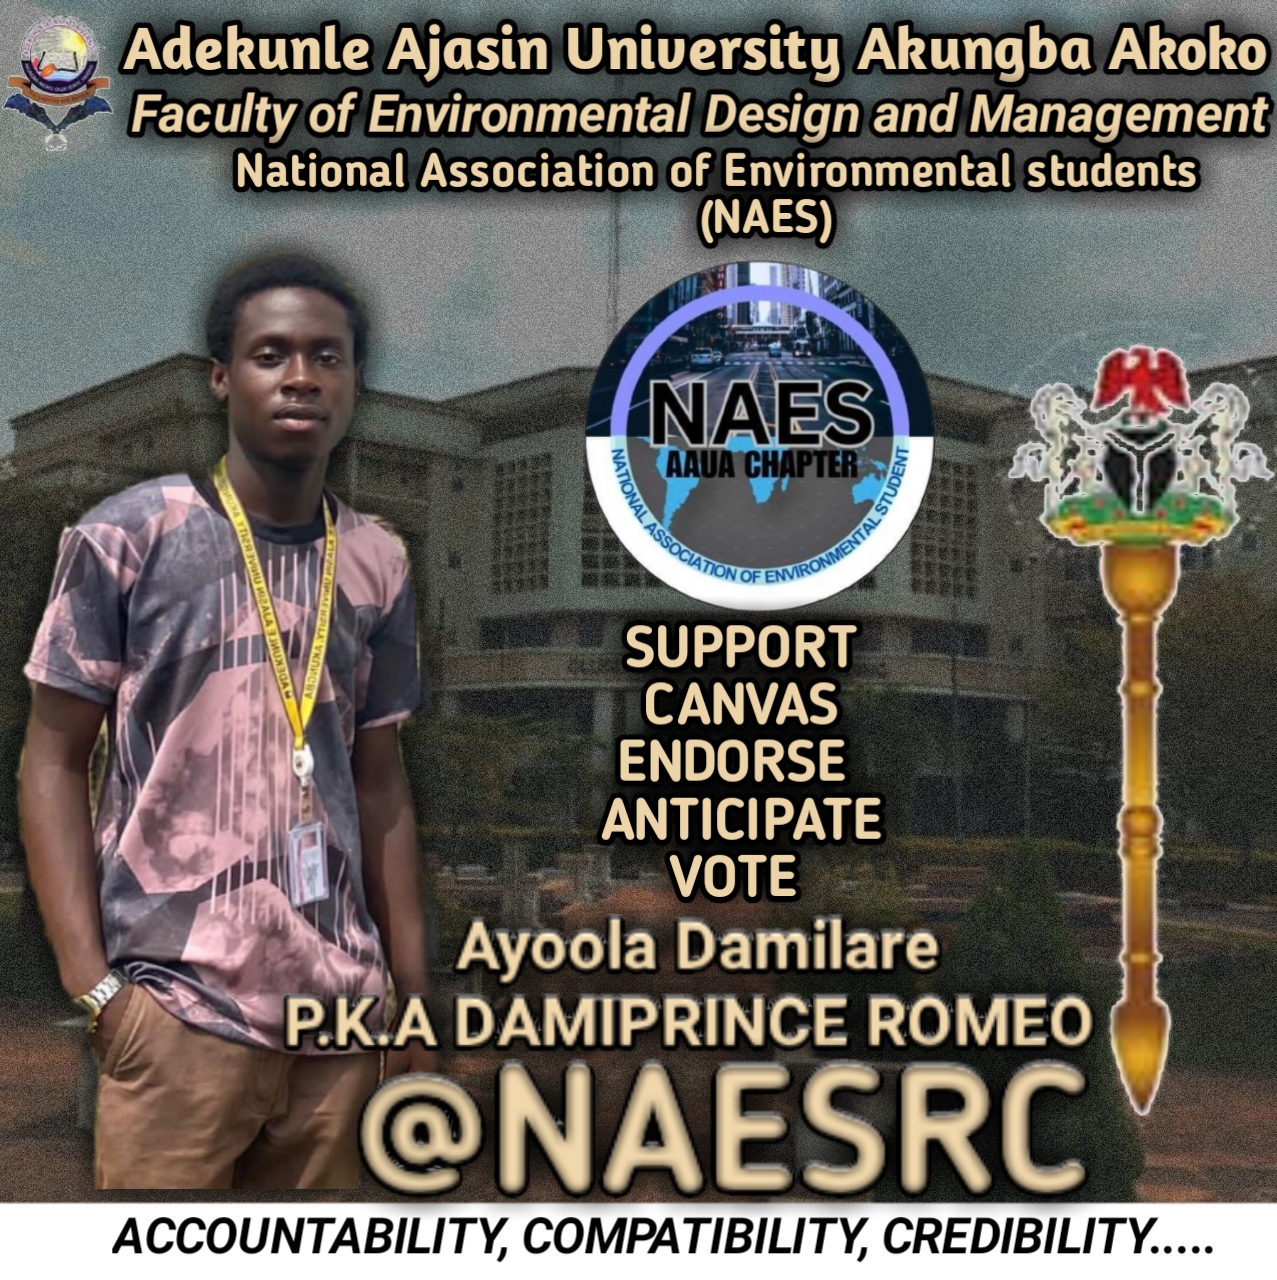 Adekunle Ajasin University Akungba Akoko
Faculty of Environmental Design and Management
National Association of Environmental students
(NAES)
NAES
AAUA CHAPTER
NATIONAL ASSOCIATION OF ENVIRONMENTAL STUDENT
SUPPORT
CANVAS
ENDORSE
ANTICIPATE
VOTE
Ayoola Damilare
P.K.A DAMIPRINCE ROMEO
@NAESRC
ACCOUNTABILITY, COMPATIBILITY, CREDIBILITY.....